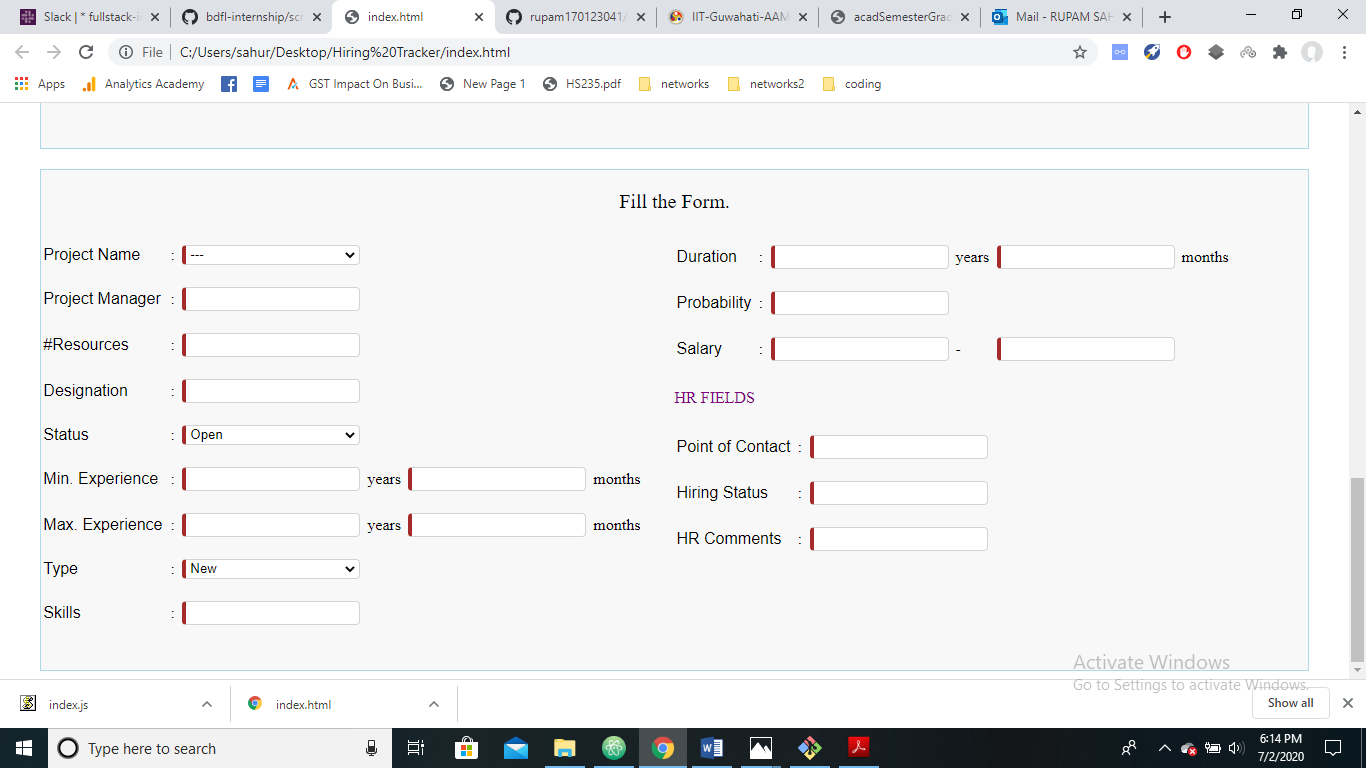 Slack | * fullstack-i
bdfl-internship/scr
index.html
rupam170123041/
IIT-Guwahati-AAM
acadSemesterGrac
Mail - RUPAM SAH
File
C:/Users/sahur/Desktop/Hiring%20Tracker/index.html
Apps
Analytics Academy
GST Impact On Busi...
New Page 1
HS235.pdf
networks
networks2
coding
Fill the Form.
Project Name : ---
Project Manager :
#Resources :
Designation :
Status : Open
Min. Experience : years months
Max. Experience : years months
Type : New
Skills :
Duration : years months
Probability :
Salary : -
HR FIELDS
Point of Contact :
Hiring Status :
HR Comments :
Activate Windows
Go to Settings to activate Windows.
index.js
index.html
Show all
Type here to search
6:14 PM
7/2/2020